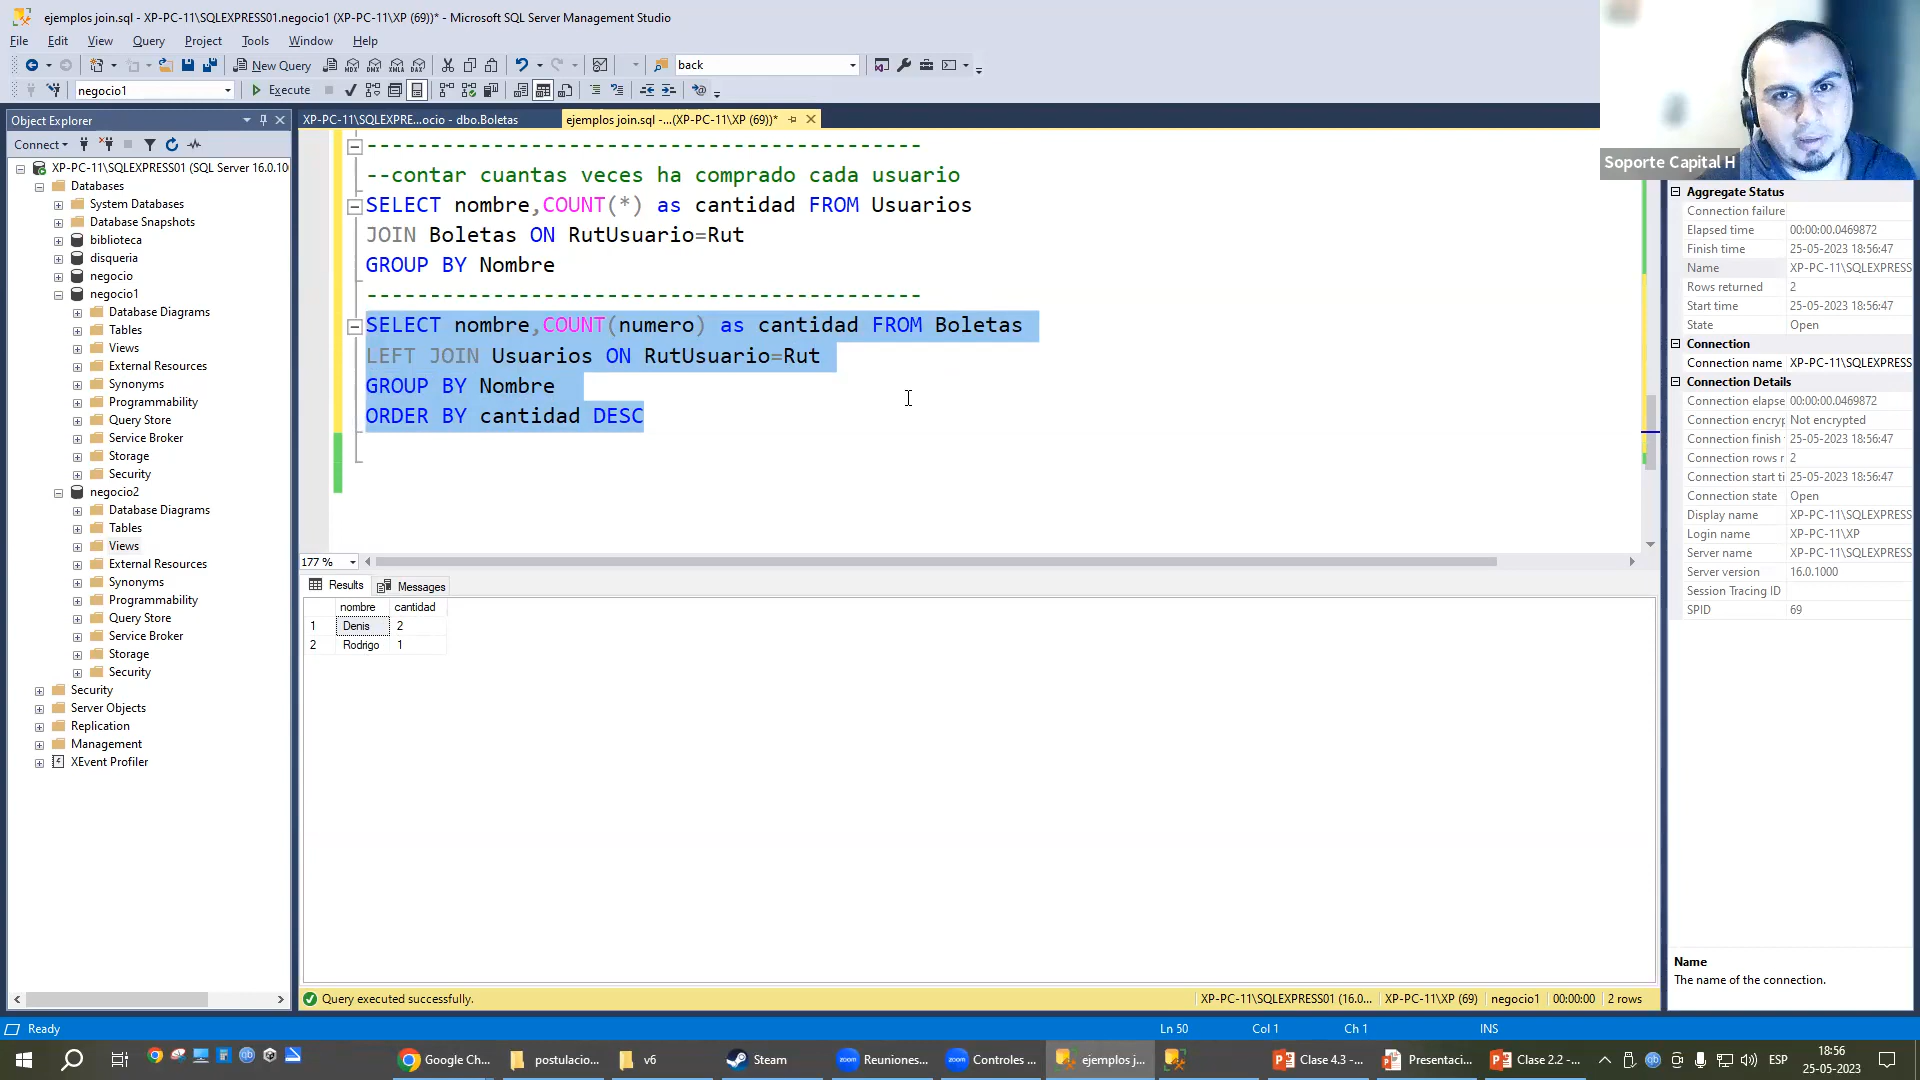 ejemplos join.sql - XP-PC-11\SQLEXPRESS01.negocio1 (XP-PC-11\XP (69))* - Microsoft SQL Server Management Studio
File Edit View Query Project Tools Window Help
New Query back
negocio1 Execute
Object Explorer
XP-PC-11\SQLEXPRE...ocio - dbo.Boletas
ejemplos join.sql -...(XP-PC-11\XP (69))*
Connect
XP-PC-11\SQLEXPRESS01 (SQL Server 16.0.10
Databases
System Databases
Database Snapshots
biblioteca
disqueria
negocio
negocio1
Database Diagrams
Tables
Views
External Resources
Synonyms
Programmability
Query Store
Service Broker
Storage
Security
negocio2
Database Diagrams
Tables
Views
External Resources
Synonyms
Programmability
Query Store
Service Broker
Storage
Security
Security
Server Objects
Replication
Management
XEvent Profiler
--------------------------------------------
--contar cuantas veces ha comprado cada usuario
SELECT nombre,COUNT(*) as cantidad FROM Usuarios
JOIN Boletas ON RutUsuario=Rut
GROUP BY Nombre
--------------------------------------------
SELECT nombre,COUNT(numero) as cantidad FROM Boletas
LEFT JOIN Usuarios ON RutUsuario=Rut
GROUP BY Nombre
ORDER BY cantidad DESC
177 %
Results Messages
nombre cantidad
1 Denis 2
2 Rodrigo 1
Query executed successfully.
XP-PC-11\SQLEXPRESS01 (16.0... XP-PC-11\XP (69) negocio1 00:00:00 2 rows
Soporte Capital H
Aggregate Status
Connection failure
Elapsed time 00:00:00.0469872
Finish time 25-05-2023 18:56:47
Name XP-PC-11\SQLEXPRESS
Rows returned 2
Start time 25-05-2023 18:56:47
State Open
Connection
Connection name XP-PC-11\SQLEXPRESS
Connection Details
Connection elapse 00:00:00.0469872
Connection encryp Not encrypted
Connection finish 25-05-2023 18:56:47
Connection rows r 2
Connection start ti 25-05-2023 18:56:47
Connection state Open
Display name XP-PC-11\SQLEXPRESS
Login name XP-PC-11\XP
Server name XP-PC-11\SQLEXPRESS
Server version 16.0.1000
Session Tracing ID
SPID 69
Name
The name of the connection.
Ready Ln 50 Col 1 Ch 1 INS
Google Ch... postulacio... v6 Steam Reuniones... Controles ... ejemplos j... Clase 4.3 -... Presentaci... Clase 2.2 -... ESP
18:56
25-05-2023